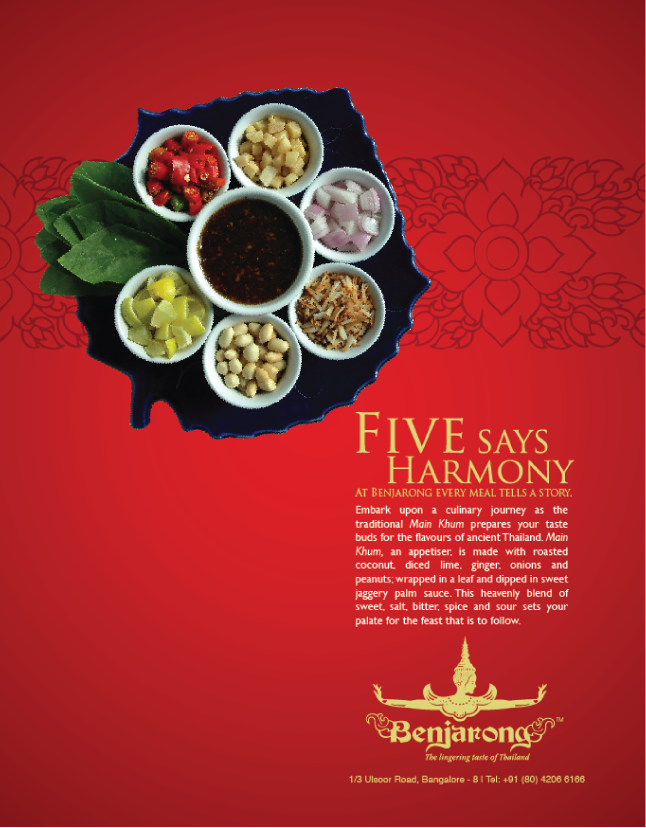 FIVE SAYS
HARMONY
AT BENJARONG EVERY MEAL TELLS A STORY.
Embark upon a culinary journey as the
traditional Main Khum prepares your taste
buds for the flavours of ancient Thailand. Main
Khum, an appetiser, is made with roasted
coconut, diced lime, ginger, onions and
peanuts; wrapped in a leaf and dipped in sweet
jaggery palm sauce. This heavenly blend of
sweet, salt, bitter, spice and sour sets your
palate for the feast that is to follow.
Benjarong™
The lingering taste of Thailand
1/3 Ulsoor Road, Bangalore - 8 I Tel: +91 (80) 4206 6166